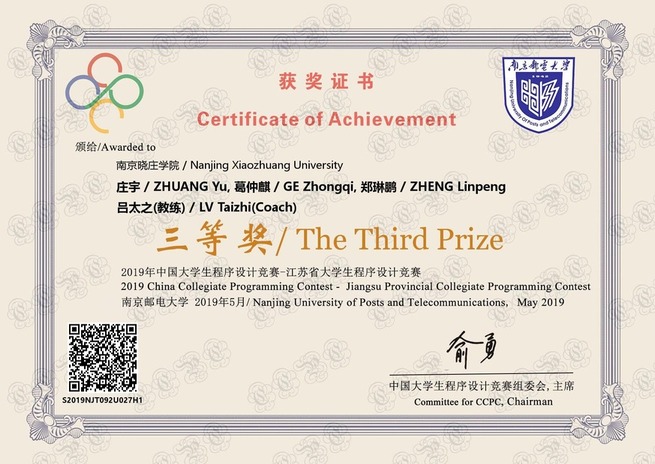 获奖证书
Certificate of Achievement
南京邮电大学
1942
Nanjing University of Posts and Telecommunications
颁给/Awarded to
南京晓庄学院 / Nanjing Xiaozhuang University
庄宇 / ZHUANG Yu, 葛仲麒 / GE Zhongqi, 郑琳鹏 / ZHENG Linpeng
吕太之(教练) / LV Taizhi(Coach)
三等奖/ The Third Prize
2019年中国大学生程序设计竞赛-江苏省大学生程序设计竞赛
2019 China Collegiate Programming Contest - Jiangsu Provincial Collegiate Programming Contest
南京邮电大学 2019年5月/ Nanjing University of Posts and Telecommunications, May 2019
俞勇
S2019NJT092U027H1
中国大学生程序设计竞赛组委会, 主席
Committee for CCPC, Chairman